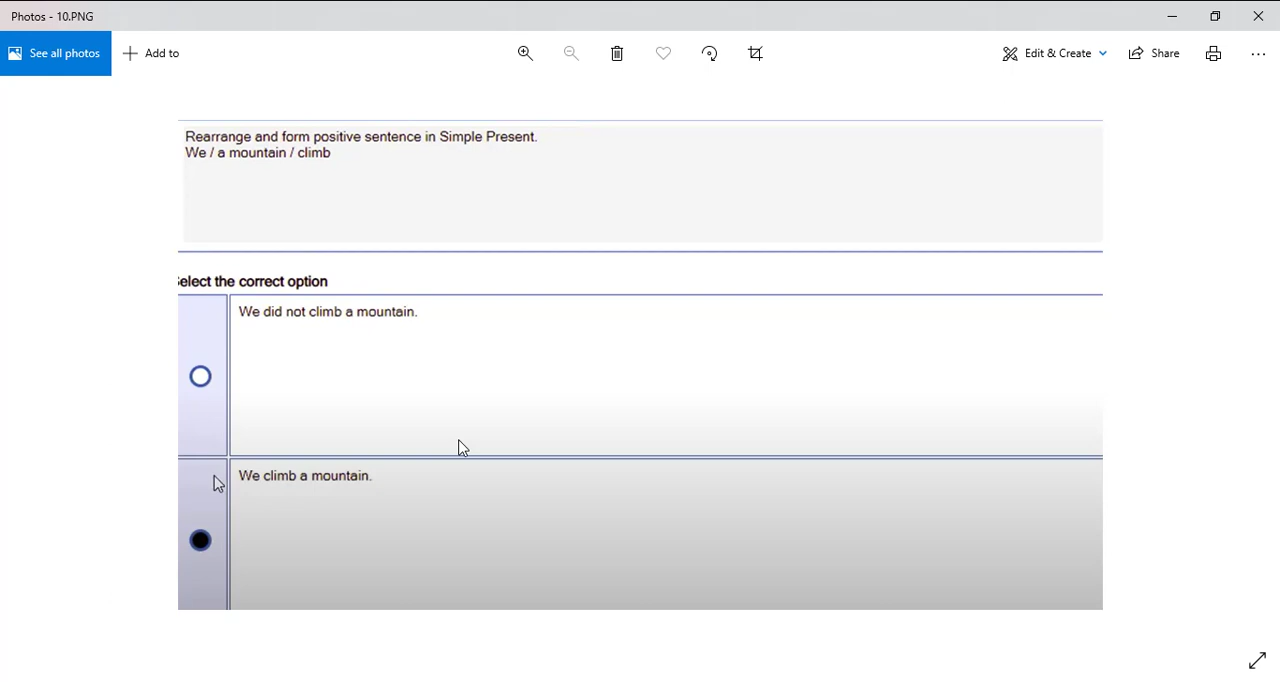 Photos - 10.PNG
See all photos
Add to
Edit & Create
Share
Rearrange and form positive sentence in Simple Present.
We / a mountain / climb
elect the correct option
We did not climb a mountain.
We climb a mountain.